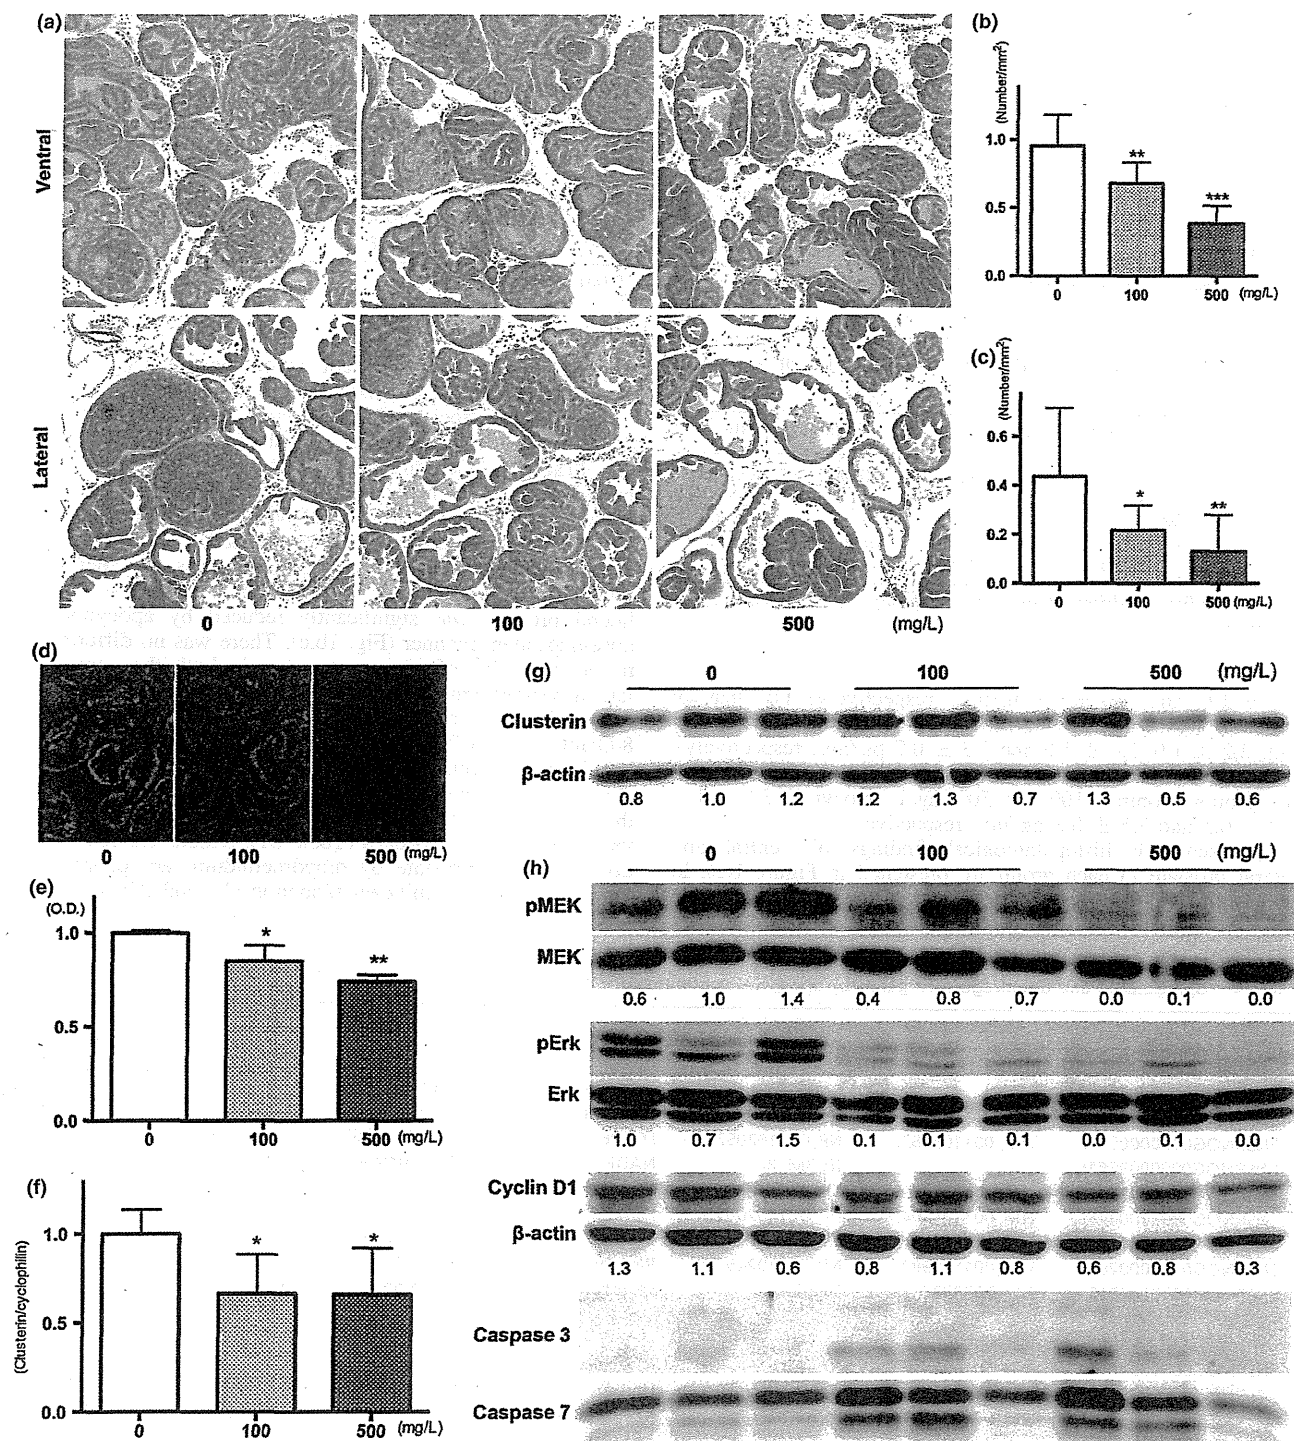 (a)
Ventral
Lateral
0 100 500 (mg/L)
(b)
(Number/mm²)
1.0
0.5
0.0
**
***
0 100 500 (mg/L)
(c)
(Number/mm²)
0.6
0.4
0.2
0.0
*
**
0 100 500 (mg/L)
(d)
0 100 500 (mg/L)
(e)
(O.D.)
1.0
0.5
0.0
*
**
0 100 500 (mg/L)
(f)
(Clusterin/cyclophilin)
1.0
0.5
0.0
*
*
0 100 500 (mg/L)
(g)
0 100 500 (mg/L)
Clusterin
β-actin
0.8 1.0 1.2 1.2 1.3 0.7 1.3 0.5 0.6
(h)
0 100 500 (mg/L)
pMEK
MEK
0.6 1.0 1.4 0.4 0.8 0.7 0.0 0.1 0.0
pErk
Erk
1.0 0.7 1.5 0.1 0.1 0.1 0.0 0.1 0.0
Cyclin D1
β-actin
1.3 1.1 0.6 0.8 1.1 0.8 0.6 0.8 0.3
Caspase 3
Caspase 7